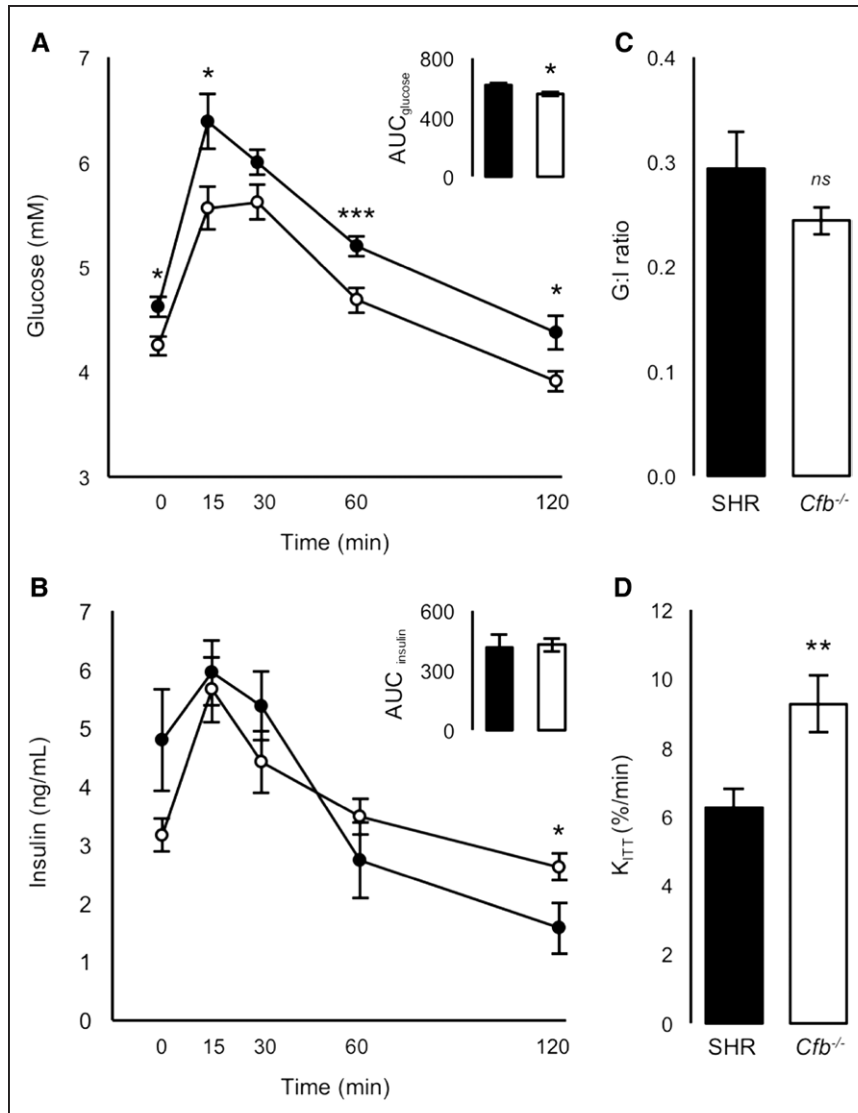 A
7
6
5
4
3
Glucose (mM)
*
*
***
*
0 15 30 60 120
Time (min)
800
400
0
AUCglucose
*
C
0.4
0.3
0.2
0.1
0.0
G:I ratio
ns
SHR Cfb-/-
B
7
6
5
4
3
2
1
0
Insulin (ng/mL)
*
0 15 30 60 120
Time (min)
600
300
0
AUC insulin
D
12
10
8
6
4
2
0
KITT (%/min)
**
SHR Cfb-/-